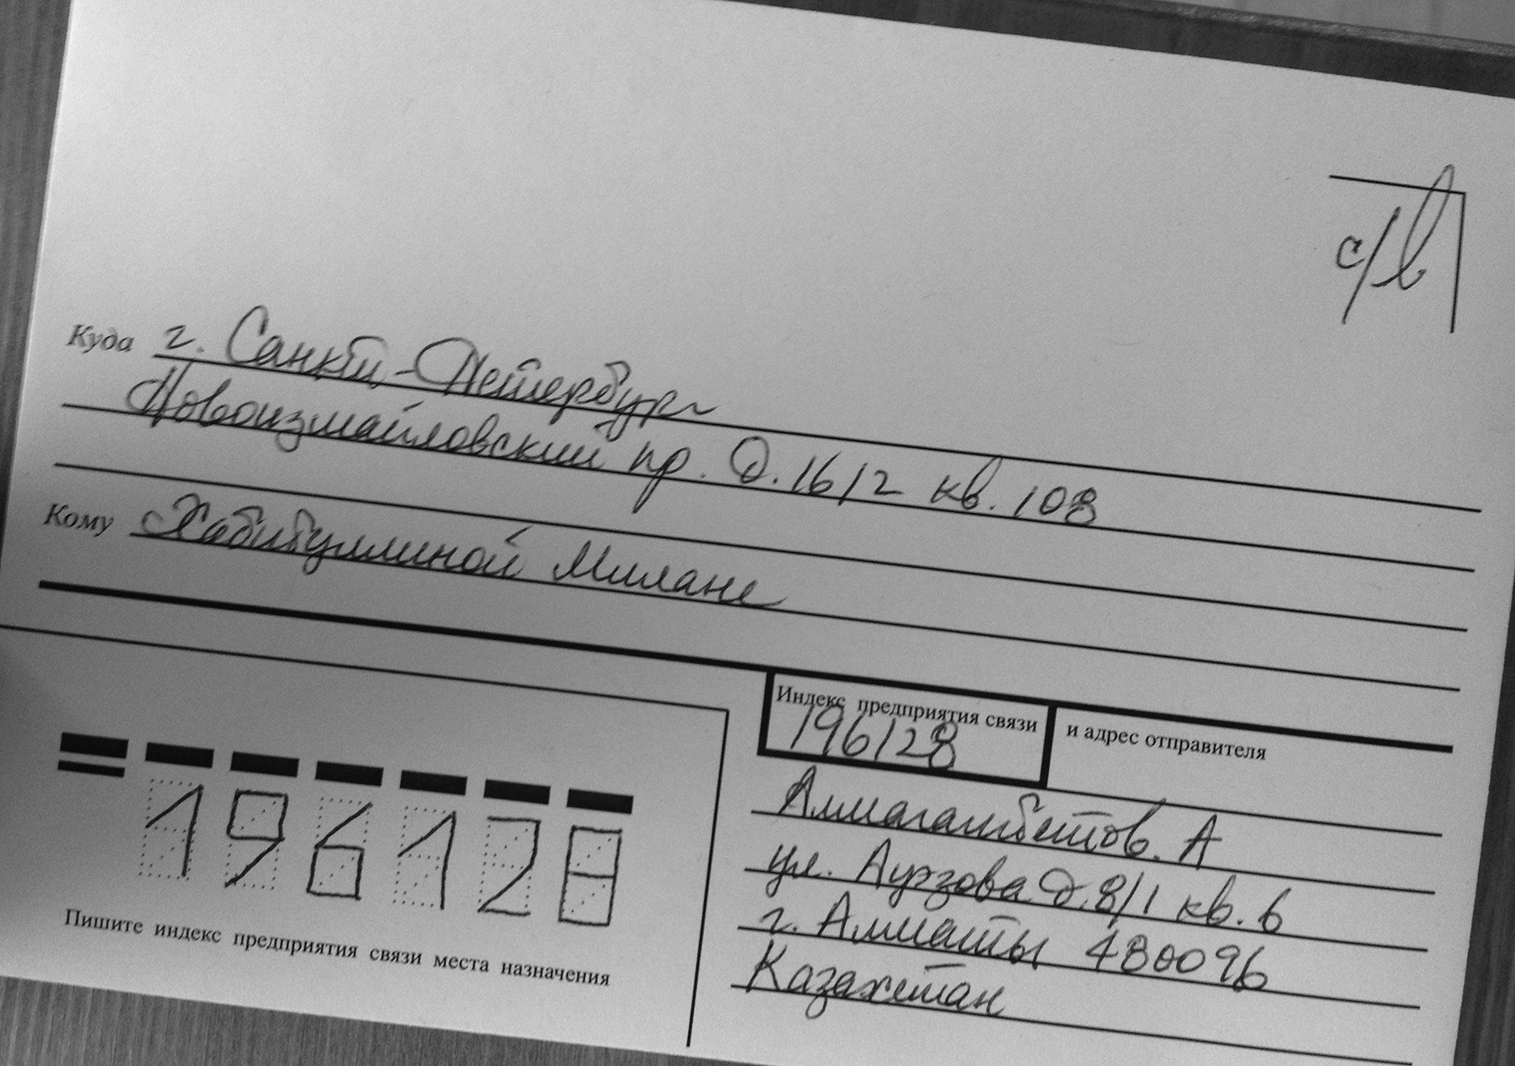 с/в
Куда г. Санкт-Петербург
Новоизмайловский пр. д. 16/2 кв. 108
Кому Хабибуллиной Милане
Индекс предприятия связи и адрес отправителя
196128
Алмагамбетов. А
ул. Ауэзова д. 8/1 кв. 6
г. Алматы 480096
Казахстан
196128
Пишите индекс предприятия связи места назначения